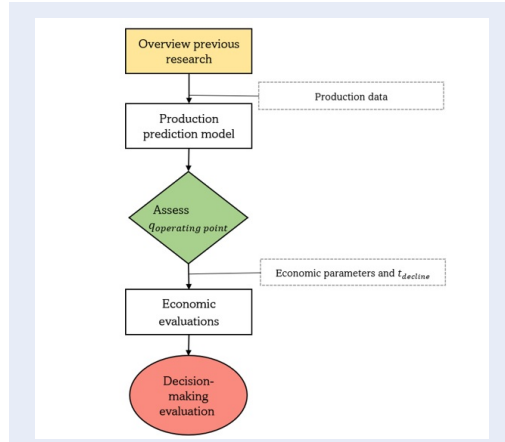 Overview previous
research
Production data
Production
prediction model
Assess
q_operating point
Economic parameters and t_decline
Economic
evaluations
Decision-
making
evaluation